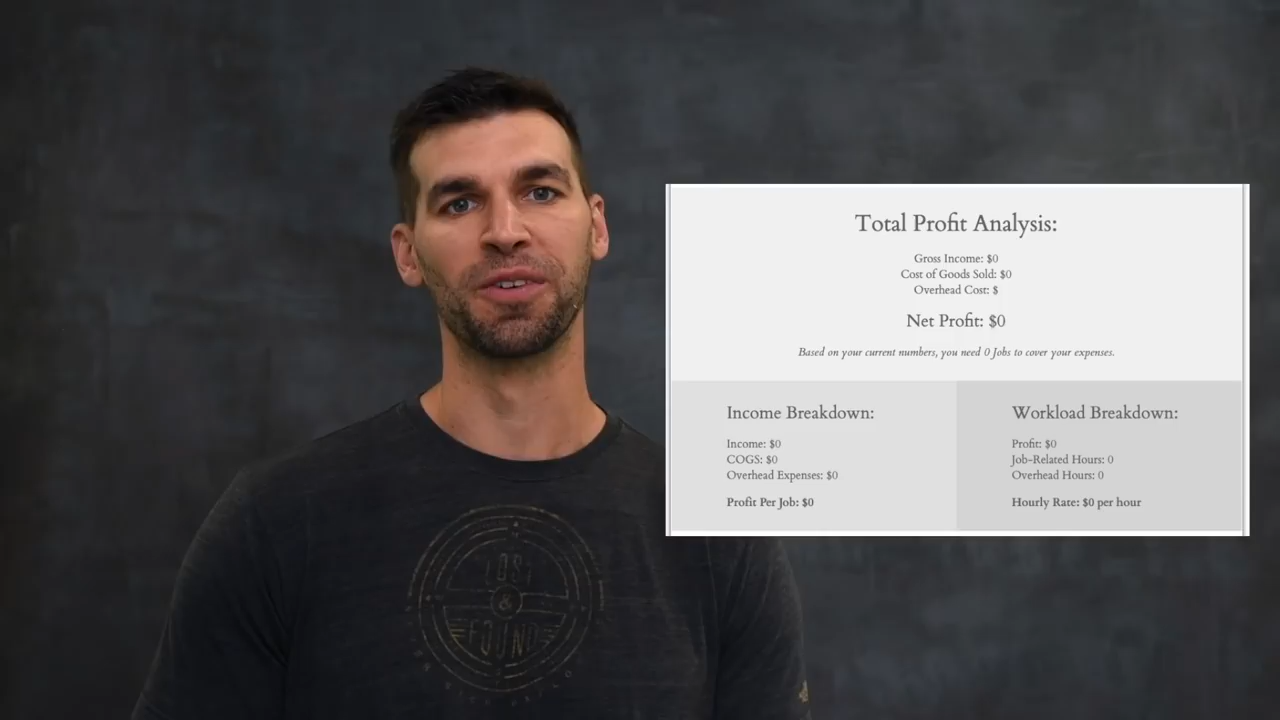 Total Profit Analysis:
Gross Income: $0
Cost of Goods Sold: $0
Overhead Cost: $
Net Profit: $0
Based on your current numbers, you need 0 Jobs to cover your expenses.
Income Breakdown:
Income: $0
COGS: $0
Overhead Expenses: $0
Profit Per Job: $0
Workload Breakdown:
Profit: $0
Job-Related Hours: 0
Overhead Hours: 0
Hourly Rate: $0 per hour
LOST
&
FOUND